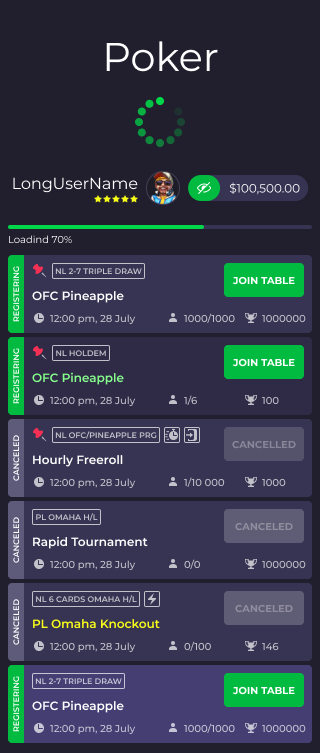 Poker
LongUserName
$100,500.00
Loadind 70%
REGISTERING
NL 2-7 TRIPLE DRAW
OFC Pineapple
JOIN TABLE
12:00 pm, 28 July 1000/1000 1000000
REGISTERING
NL HOLDEM
OFC Pineapple
JOIN TABLE
12:00 pm, 28 July 1/6 100
CANCELED
NL OFC/PINEAPPLE PRG
Hourly Freeroll
CANCELLED
12:00 pm, 28 July 1/10 000 1000
CANCELED
PL OMAHA H/L
Rapid Tournament
CANCELED
12:00 pm, 28 July 0/0 1000000
CANCELED
NL 6 CARDS OMAHA H/L
PL Omaha Knockout
CANCELED
12:00 pm, 28 July 0/100 146
REGISTERING
NL 2-7 TRIPLE DRAW
OFC Pineapple
JOIN TABLE
12:00 pm, 28 July 1000/1000 1000000